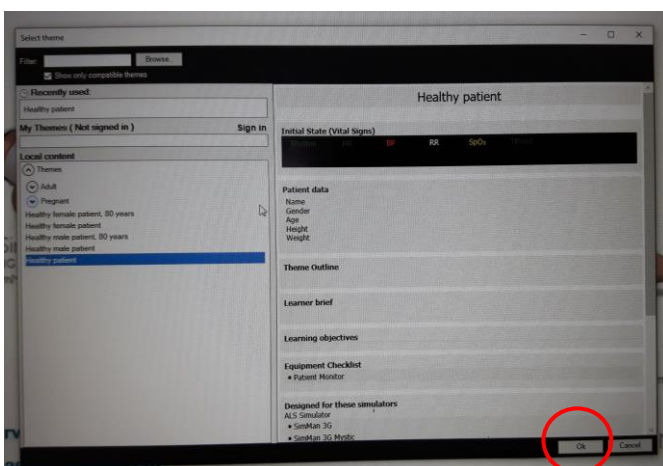 Select theme
Filter:
Browse..
Show only compatible themes
Recently used:
Healthy patient
My Themes ( Not signed in )
Sign in
Local content
Themes
Adult
Pregnant
Healthy female patient, 80 years
Healthy female patient
Healthy male patient, 80 years
Healthy male patient
Healthy patient
Healthy patient
Initial State (Vital Signs)
Rhythm HR BP RR SpO₂
Patient data
Name
Gender
Age
Height
Weight
Theme Outline
Learner brief
Learning objectives
Equipment Checklist
• Patient Monitor
Designed for these simulators
ALS Simulator
• SimMan 3G
• SimMan 3G Mystic
Ok
Cancel